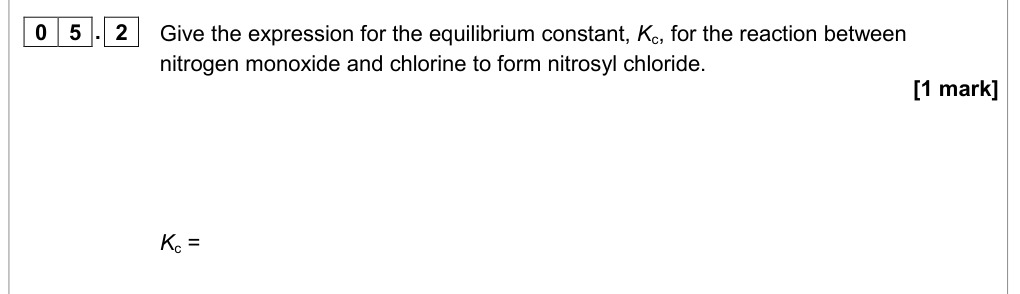 0 5 . 2 Give the expression for the equilibrium constant, Kc, for the reaction between
nitrogen monoxide and chlorine to form nitrosyl chloride.
[1 mark]
Kc =